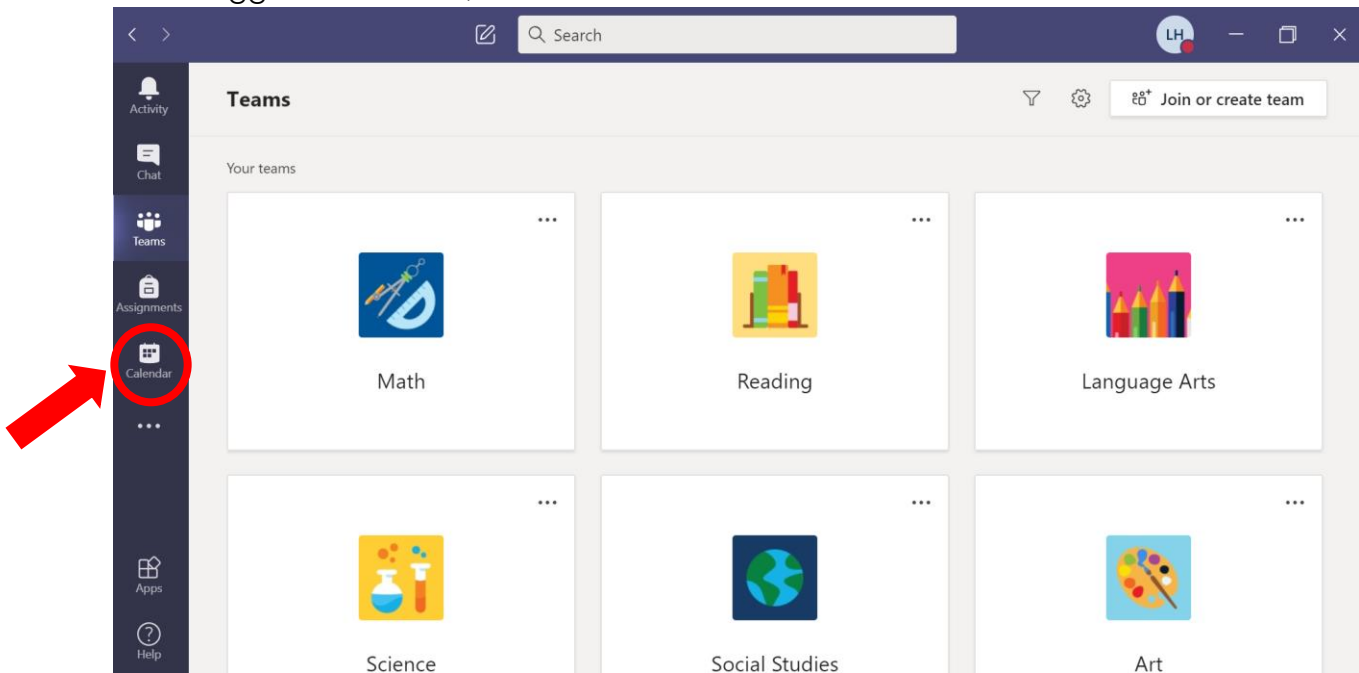 Search
LH
Activity
Teams
Join or create team
Chat
Your teams
Teams
Assignments
Calendar
Math
Reading
Language Arts
Apps
Help
Science
Social Studies
Art